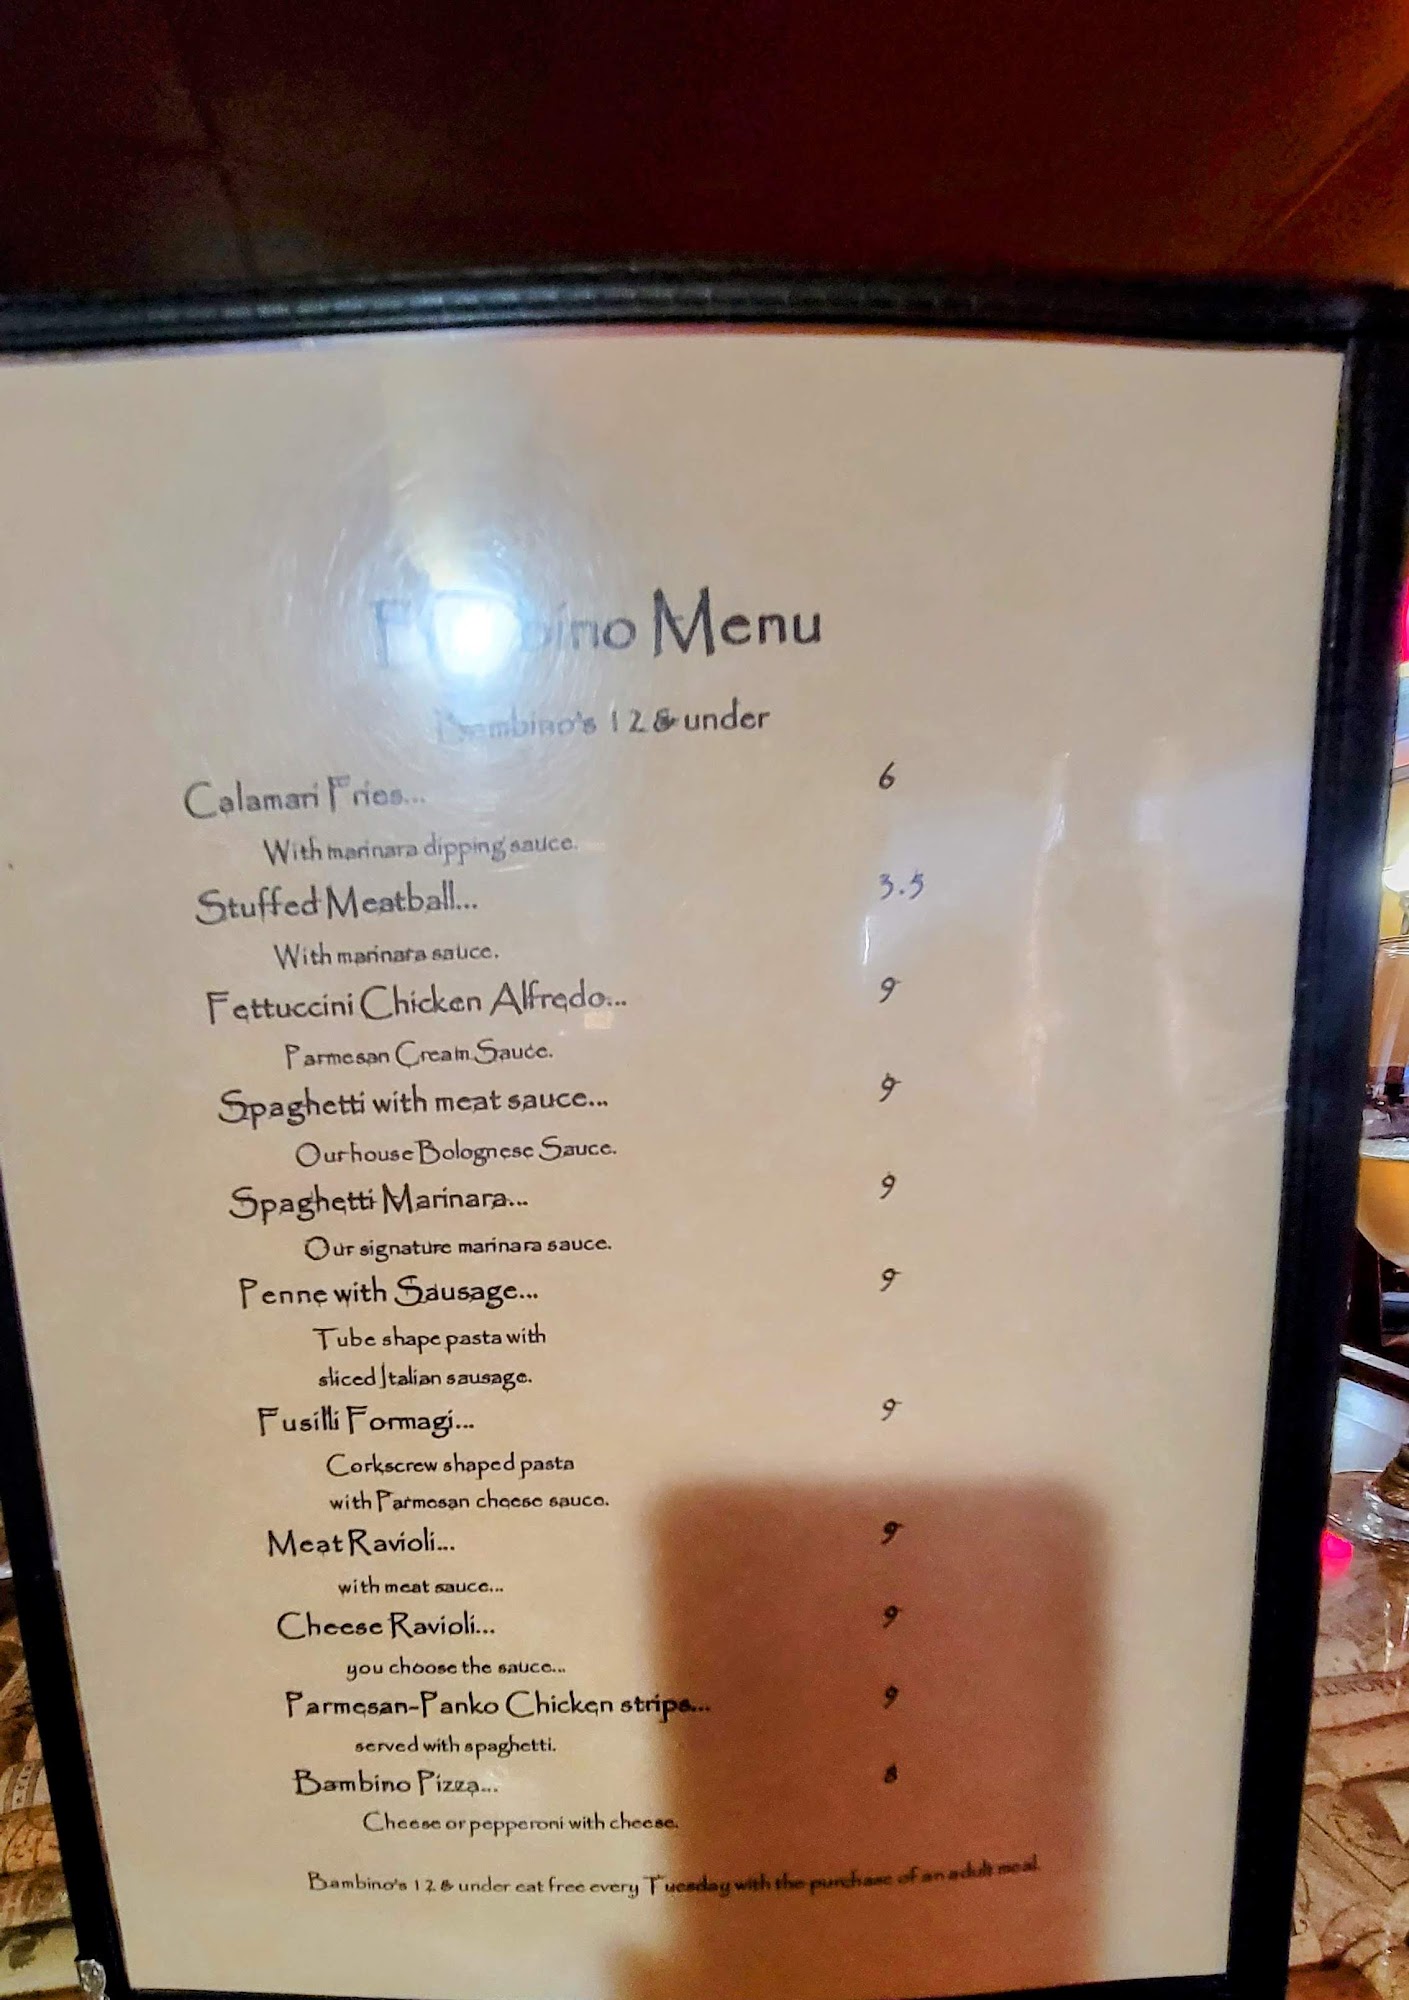 Menu
Bambino's 12 & under
Calamari Fries... 6
With marinara dipping sauce.
Stuffed Meatball... 3.5
With marinara sauce.
Fettuccini Chicken Alfredo... 9
Parmesan Cream Sauce.
Spaghetti with meat sauce... 9
Our house Bolognese Sauce.
Spaghetti Marinara... 9
Our signature marinara sauce.
Penne with Sausage... 9
Tube shape pasta with
sliced Italian sausage.
Fusilli Formagi... 9
Corkscrew shaped pasta
with Parmesan cheese sauce.
Meat Ravioli... 9
with meat sauce...
Cheese Ravioli... 9
you choose the sauce...
Parmesan-Panko Chicken strips... 9
served with spaghetti.
Bambino Pizza... 8
Cheese or pepperoni with cheese.
Bambino's 12 & under eat free every Tuesday with the purchase of an adult meal.